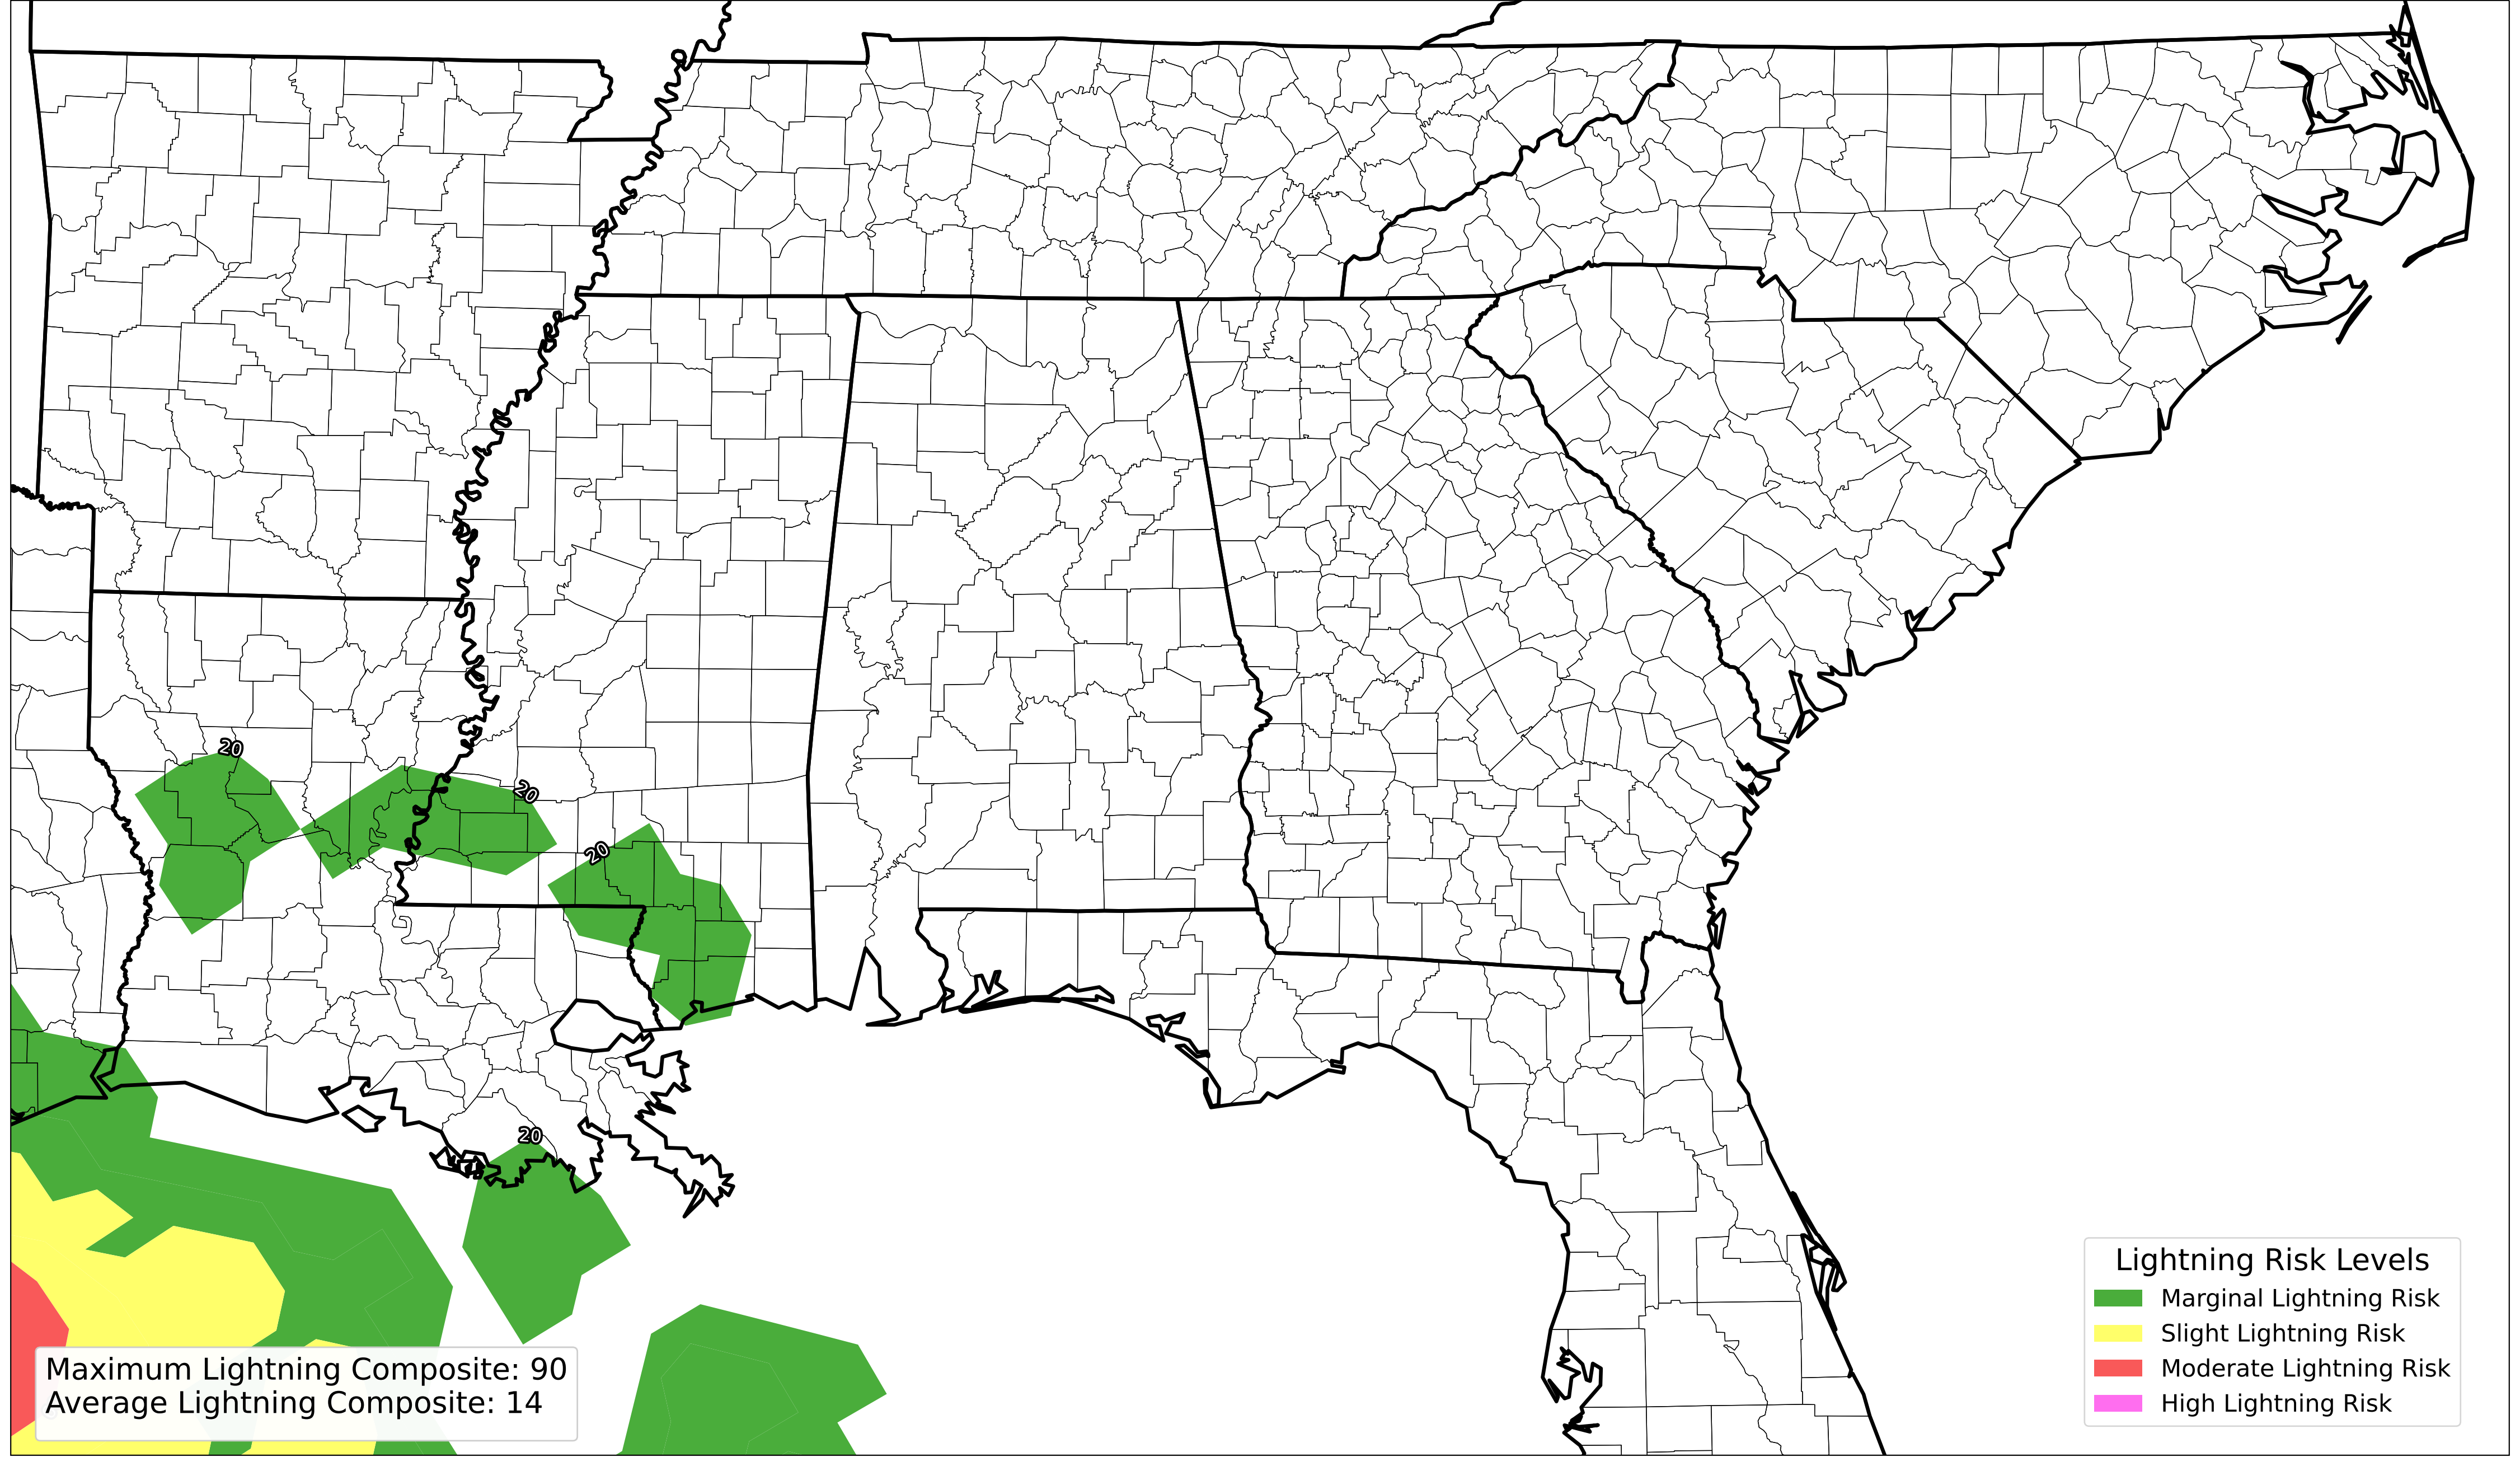 20
20
20
20
Maximum Lightning Composite: 90
Average Lightning Composite: 14
Lightning Risk Levels
Marginal Lightning Risk
Slight Lightning Risk
Moderate Lightning Risk
High Lightning Risk